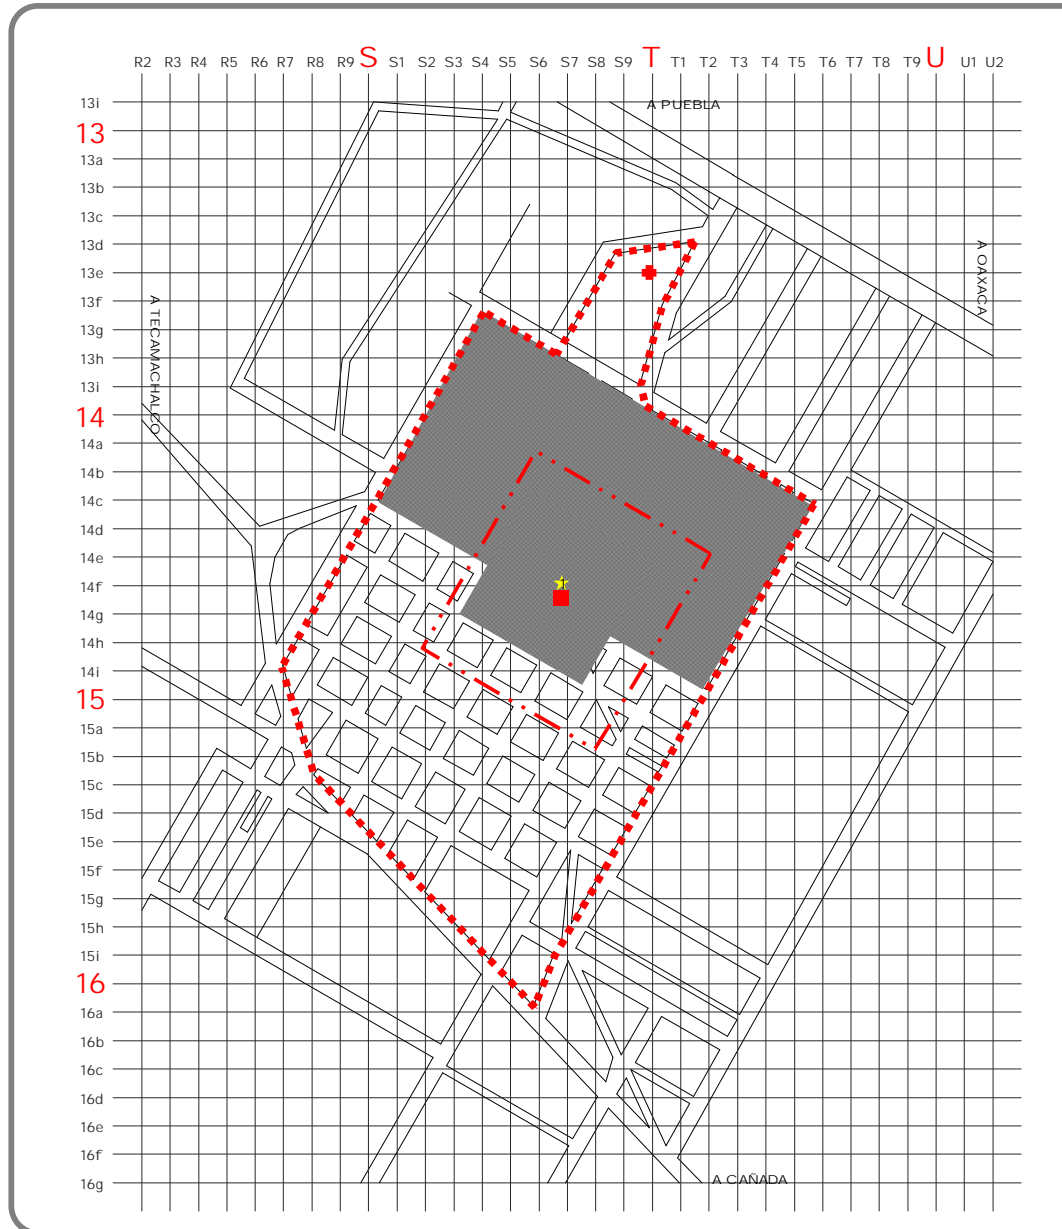 R2 R3 R4 R5 R6 R7 R8 R9 S S1 S2 S3 S4 S5 S6 S7 S8 S9 T T1 T2 T3 T4 T5 T6 T7 T8 T9 U U1 U2
13i
A PUEBLA
13
13a
13b
13c
13d
A OAXACA
13e
13f
A TECAMACHALCO
13g
13h
13i
14
14a
14b
14c
14d
14e
14f
14g
14h
14i
15
15a
15b
15c
15d
15e
15f
15g
15h
15i
16
16a
16b
16c
16d
16e
16f
A CAÑADA
16g